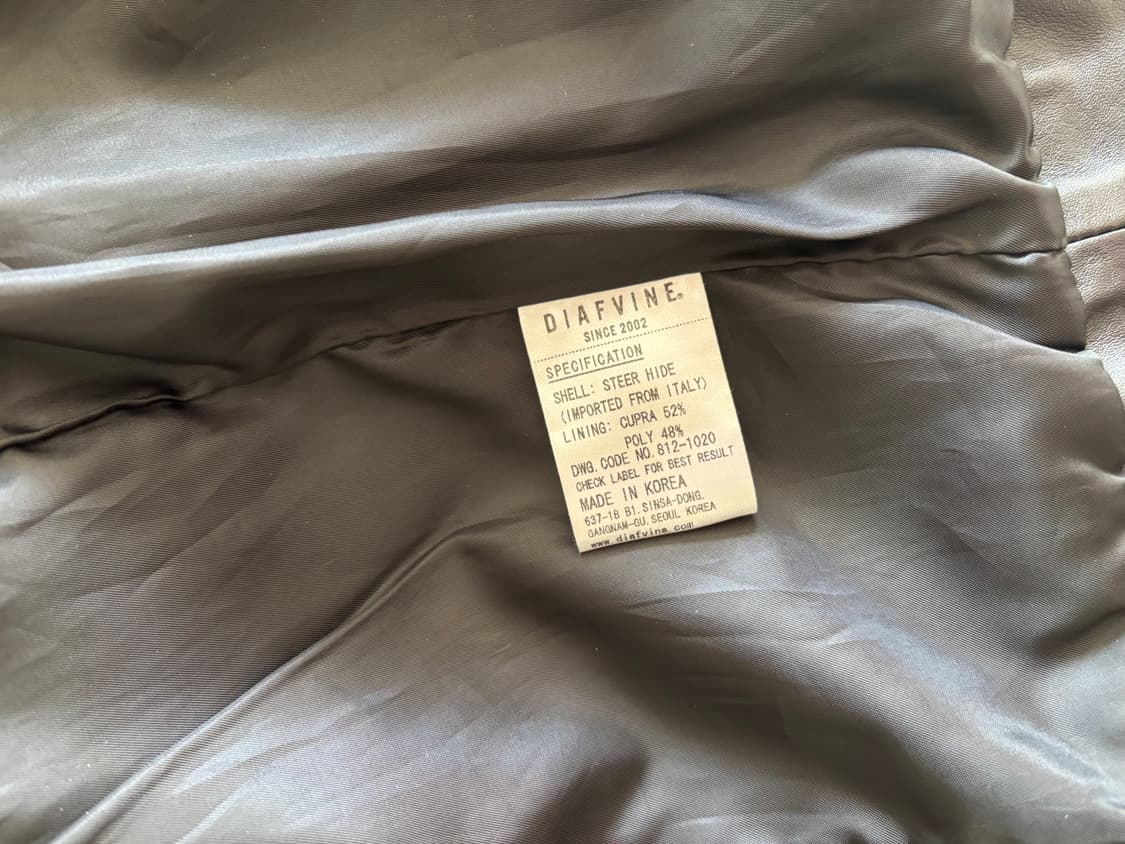 DIAFVINE®
SINCE 2002
SPECIFICATION
SHELL: STEER HIDE
(IMPORTED FROM ITALY)
LINING: CUPRA 52%
POLY 48%
DWG. CODE NO. 812-1020
CHECK LABEL FOR BEST RESULT
MADE IN KOREA
637-18 B1. SINSA-DONG.
GANGNAM-GU. SEOUL KOREA
www.diafvine.com